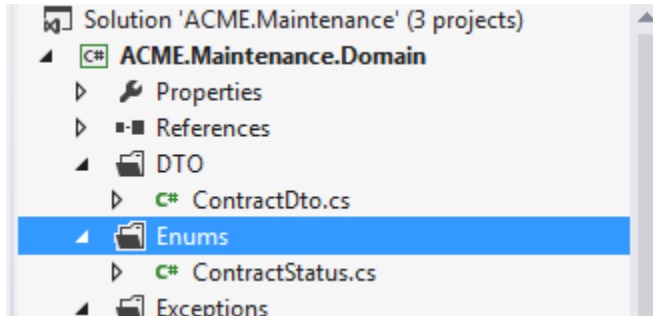 Solution 'ACME.Maintenance' (3 projects)
C# ACME.Maintenance.Domain
Properties
References
DTO
C# ContractDto.cs
Enums
C# ContractStatus.cs
Exceptions